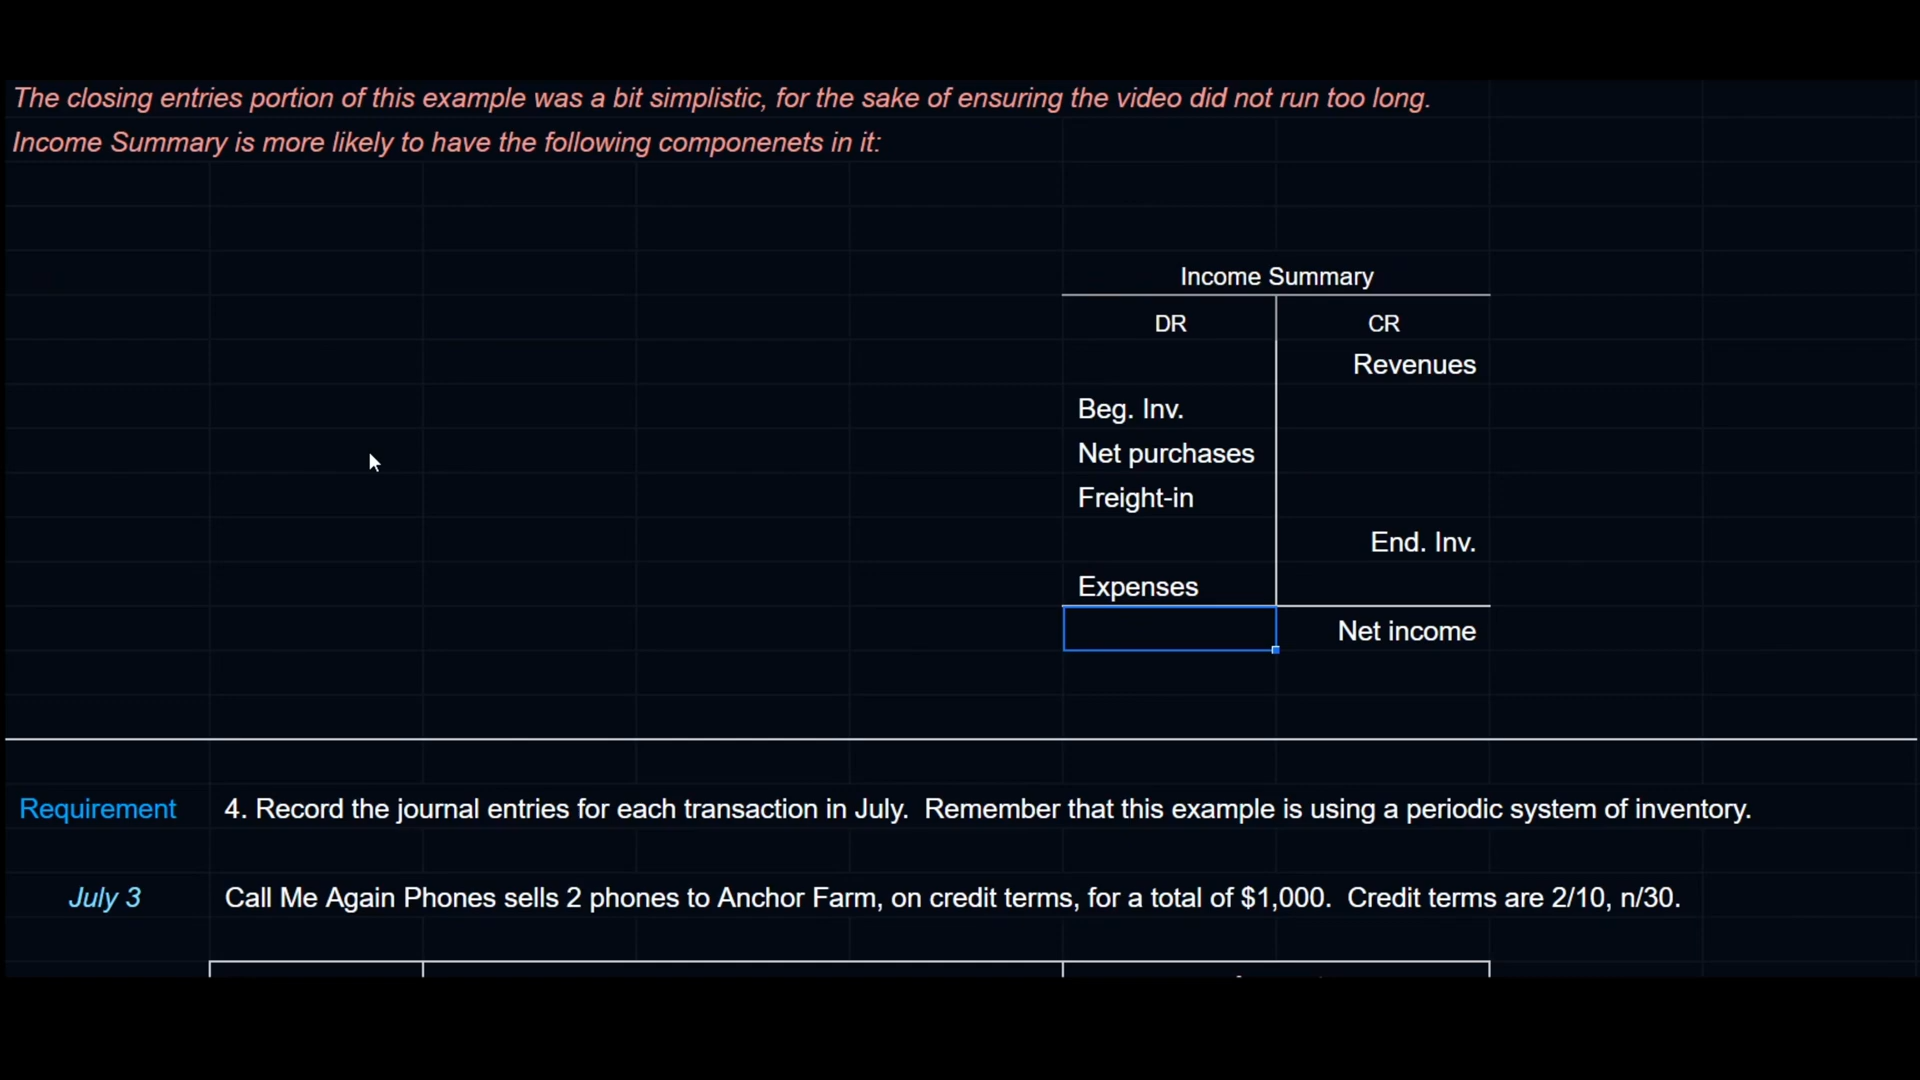 The closing entries portion of this example was a bit simplistic, for the sake of ensuring the video did not run too long.
Income Summary is more likely to have the following componenets in it:
Income Summary
DR CR
Revenues
Beg. Inv.
Net purchases
Freight-in
End. Inv.
Expenses
Net income
Requirement 4. Record the journal entries for each transaction in July. Remember that this example is using a periodic system of inventory.
July 3 Call Me Again Phones sells 2 phones to Anchor Farm, on credit terms, for a total of $1,000. Credit terms are 2/10, n/30.